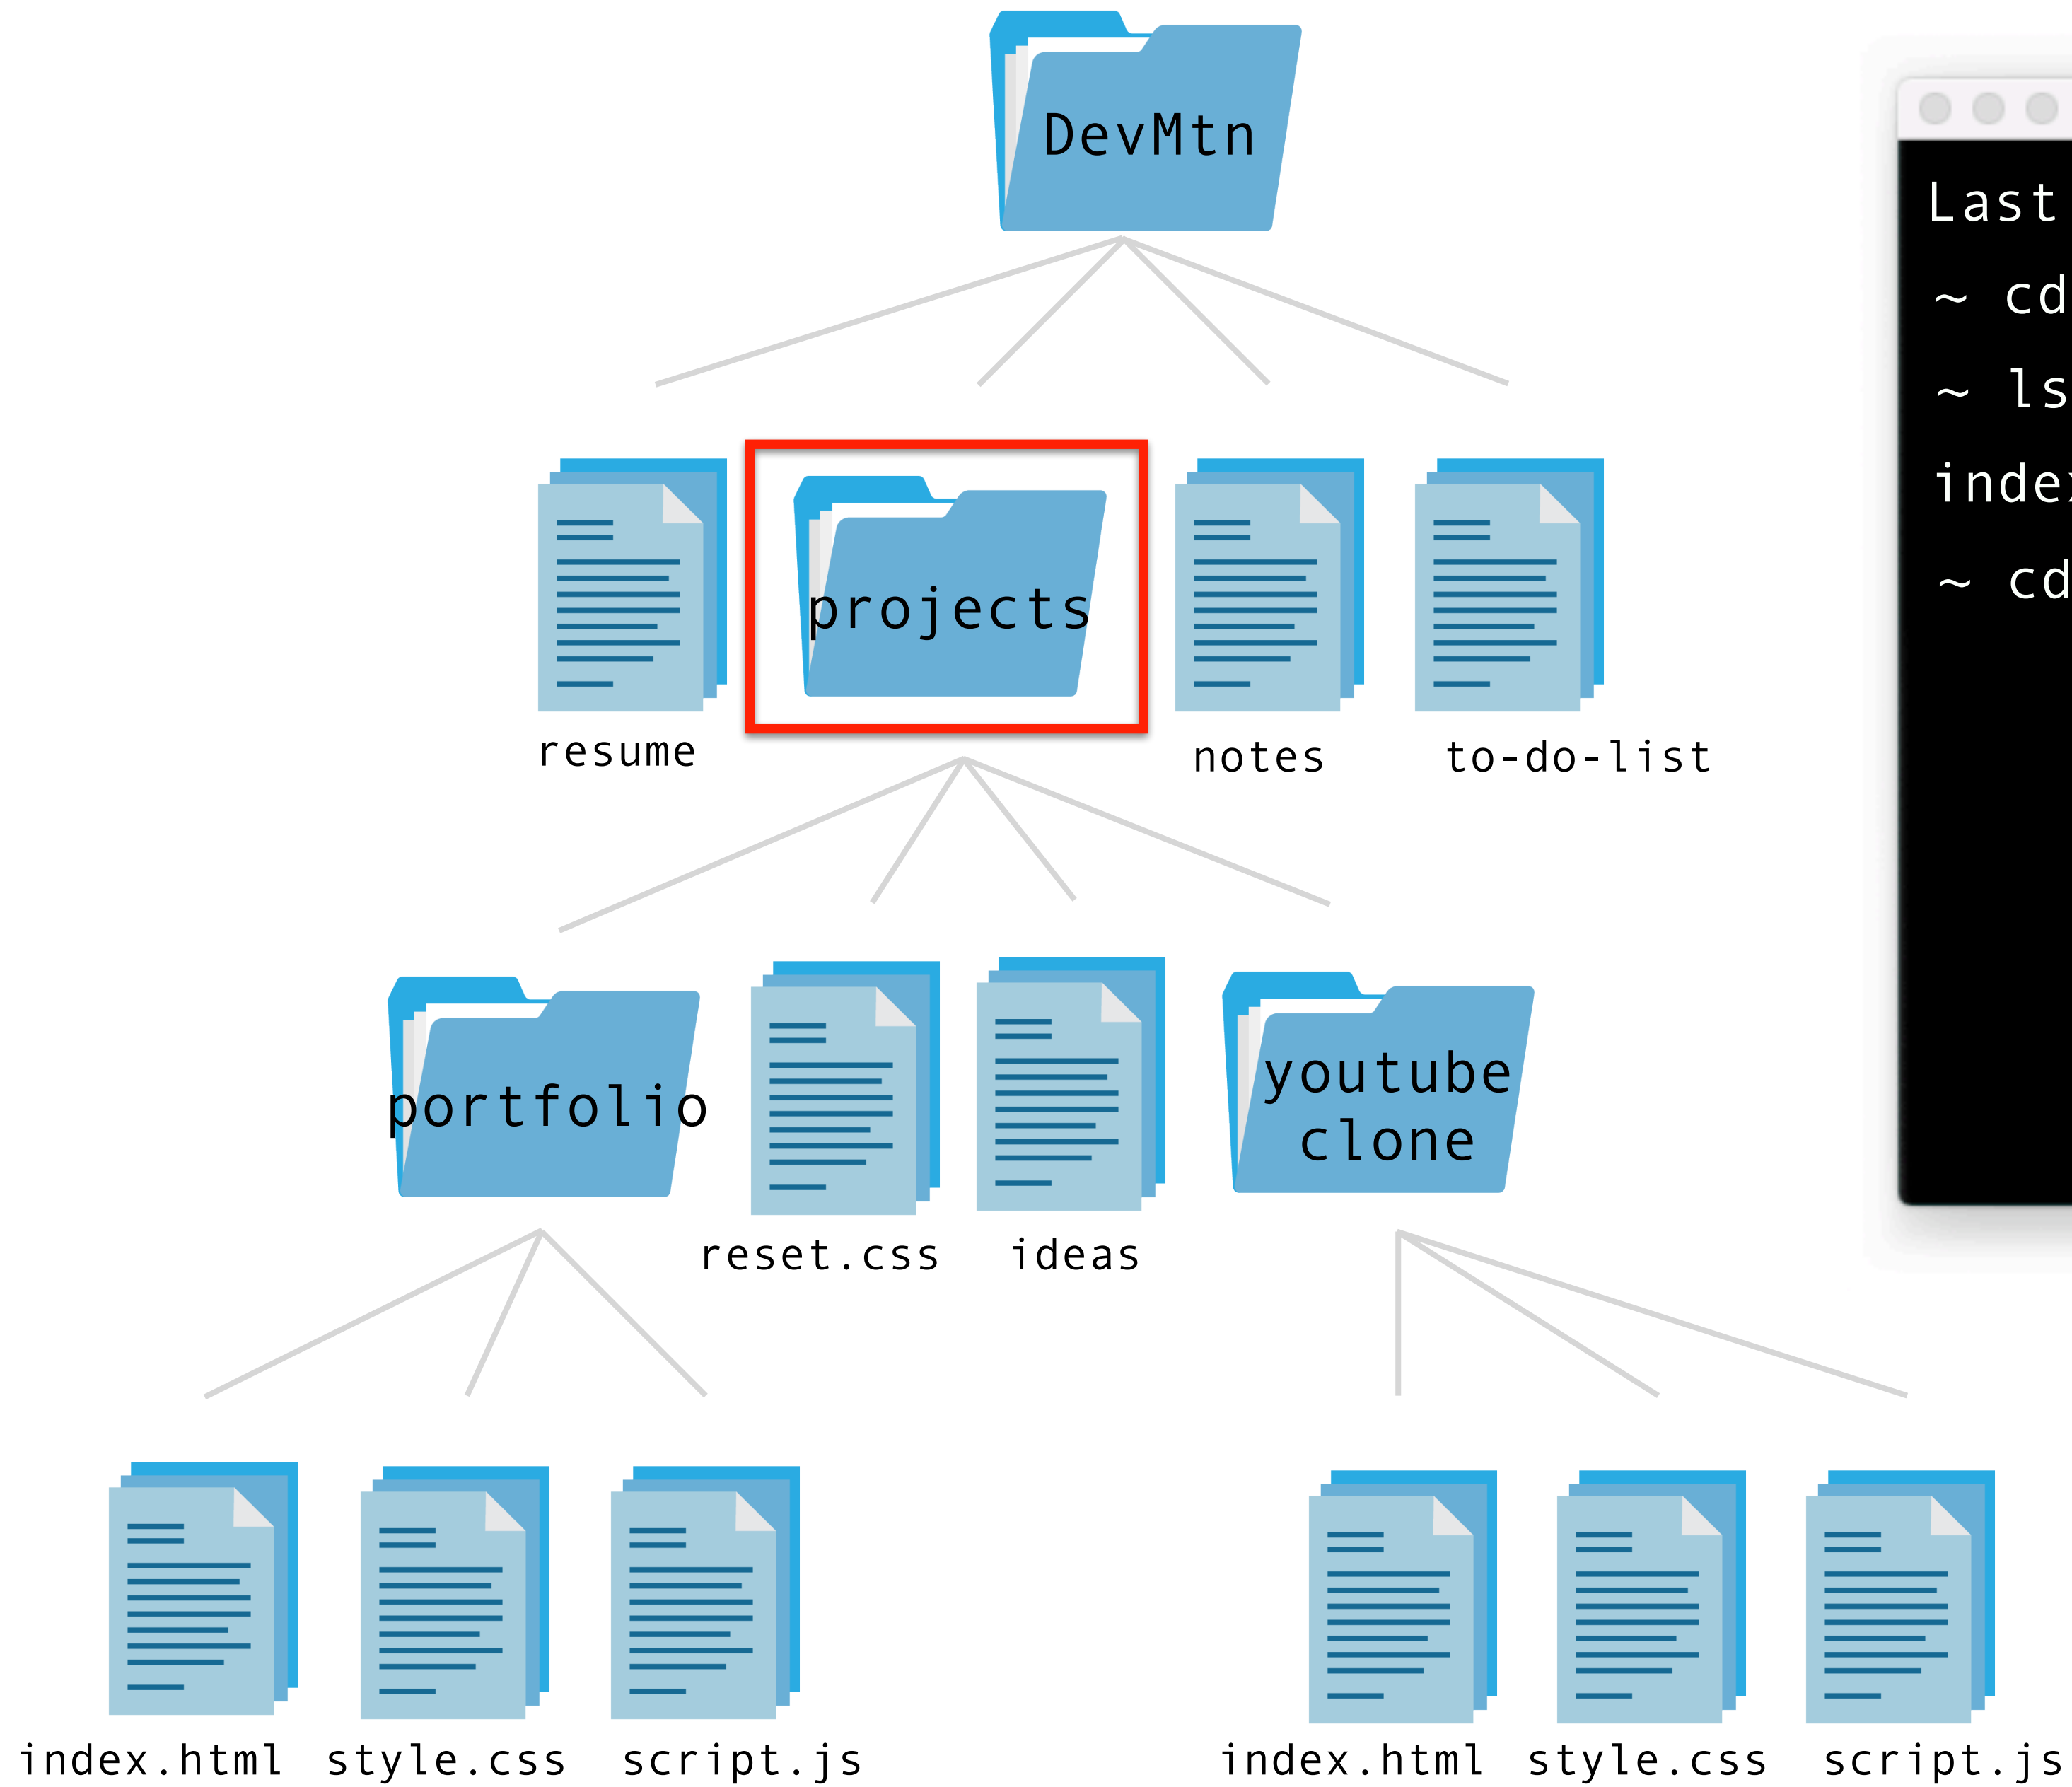 DevMtn
Last
~ cd
~ ls
inde
~ cd
projects
resume
notes
to-do-list
portfolio
youtube
clone
reset.css
ideas
index.html
style.css
script.js
index.html
style.css
script.js